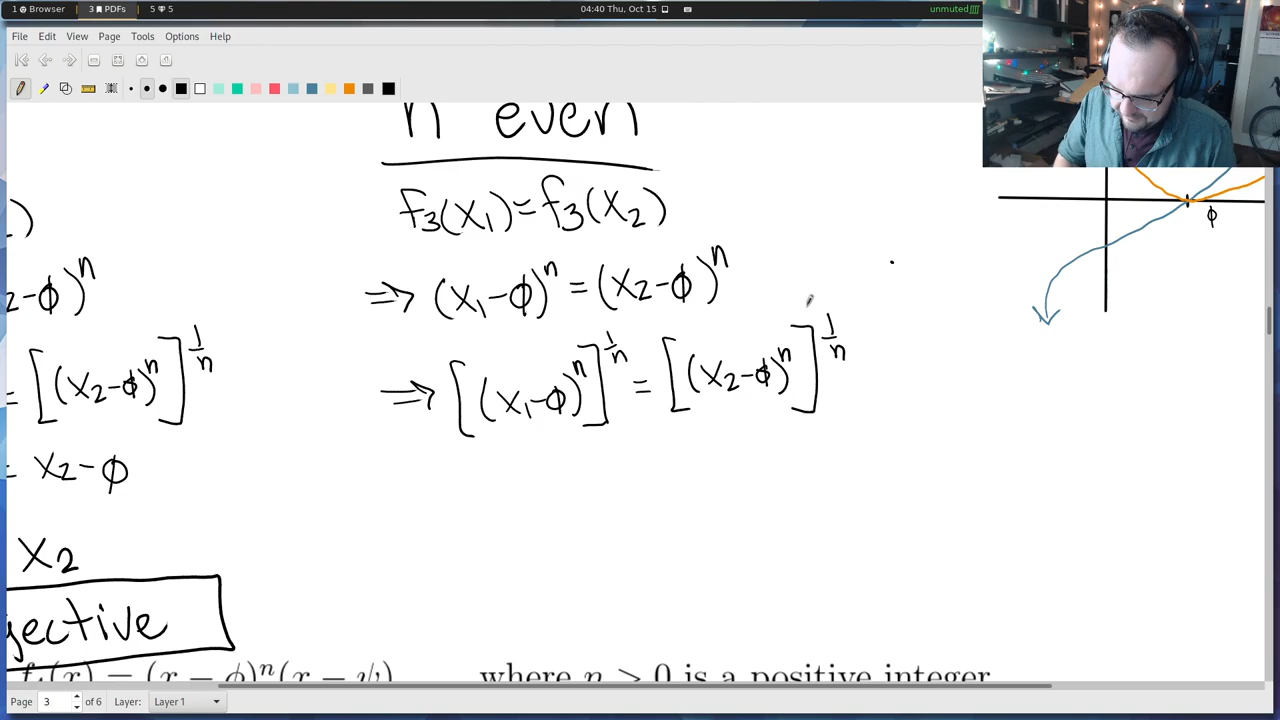 1 Browser 3 PDFs 5 5 04:40 Thu, Oct 15 unmuted
File Edit View Page Tools Options Help
n even
f₃(x₁)=f₃(x₂)
)
⇒ (x₁-ϕ)ⁿ = (x₂-ϕ)ⁿ
2-ϕ)ⁿ
⇒ [(x₁-ϕ)ⁿ]^(1/n) = [(x₂-ϕ)ⁿ]^(1/n)
= [(x₂-ϕ)ⁿ]^(1/n)
= x₂-ϕ
x₂
jective
ϕ
(x) = (x − ϕ)ⁿ(x − ψ) where n > 0 is a positive integer
Page 3 of 6 Layer: Layer 1